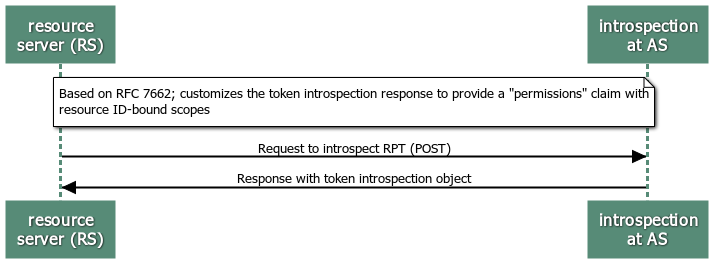 resource
server (RS)
introspection
at AS
Based on RFC 7662; customizes the token introspection response to provide a "permissions" claim with
resource ID-bound scopes
Request to introspect RPT (POST)
Response with token introspection object
resource
server (RS)
introspection
at AS